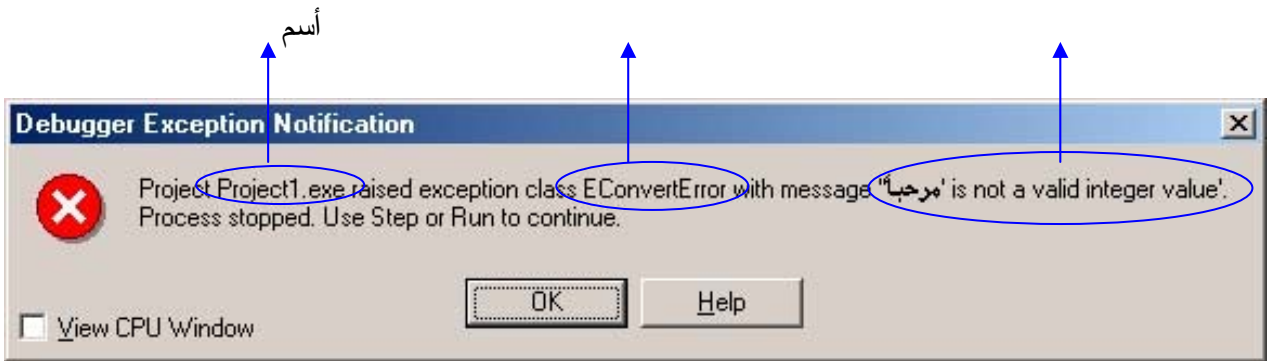 أسم
Debugger Exception Notification
Project Project1.exe raised exception class EConvertError with message ''مرحباً' is not a valid integer value'.
Process stopped. Use Step or Run to continue.
OK
Help
View CPU Window